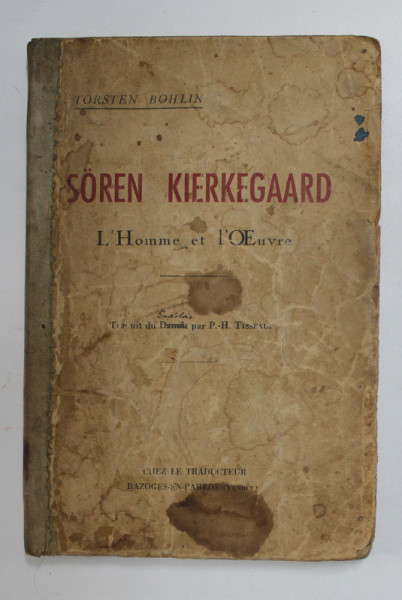 TORSTEN BOHLIN
SÖREN KIERKEGAARD
L'Homme et l'Œuvre
Traduit du Danois par P.-H. TISSEAU
CHEZ LE TRADUCTEUR
BAZOGES-EN-PAREDS (Vendée)